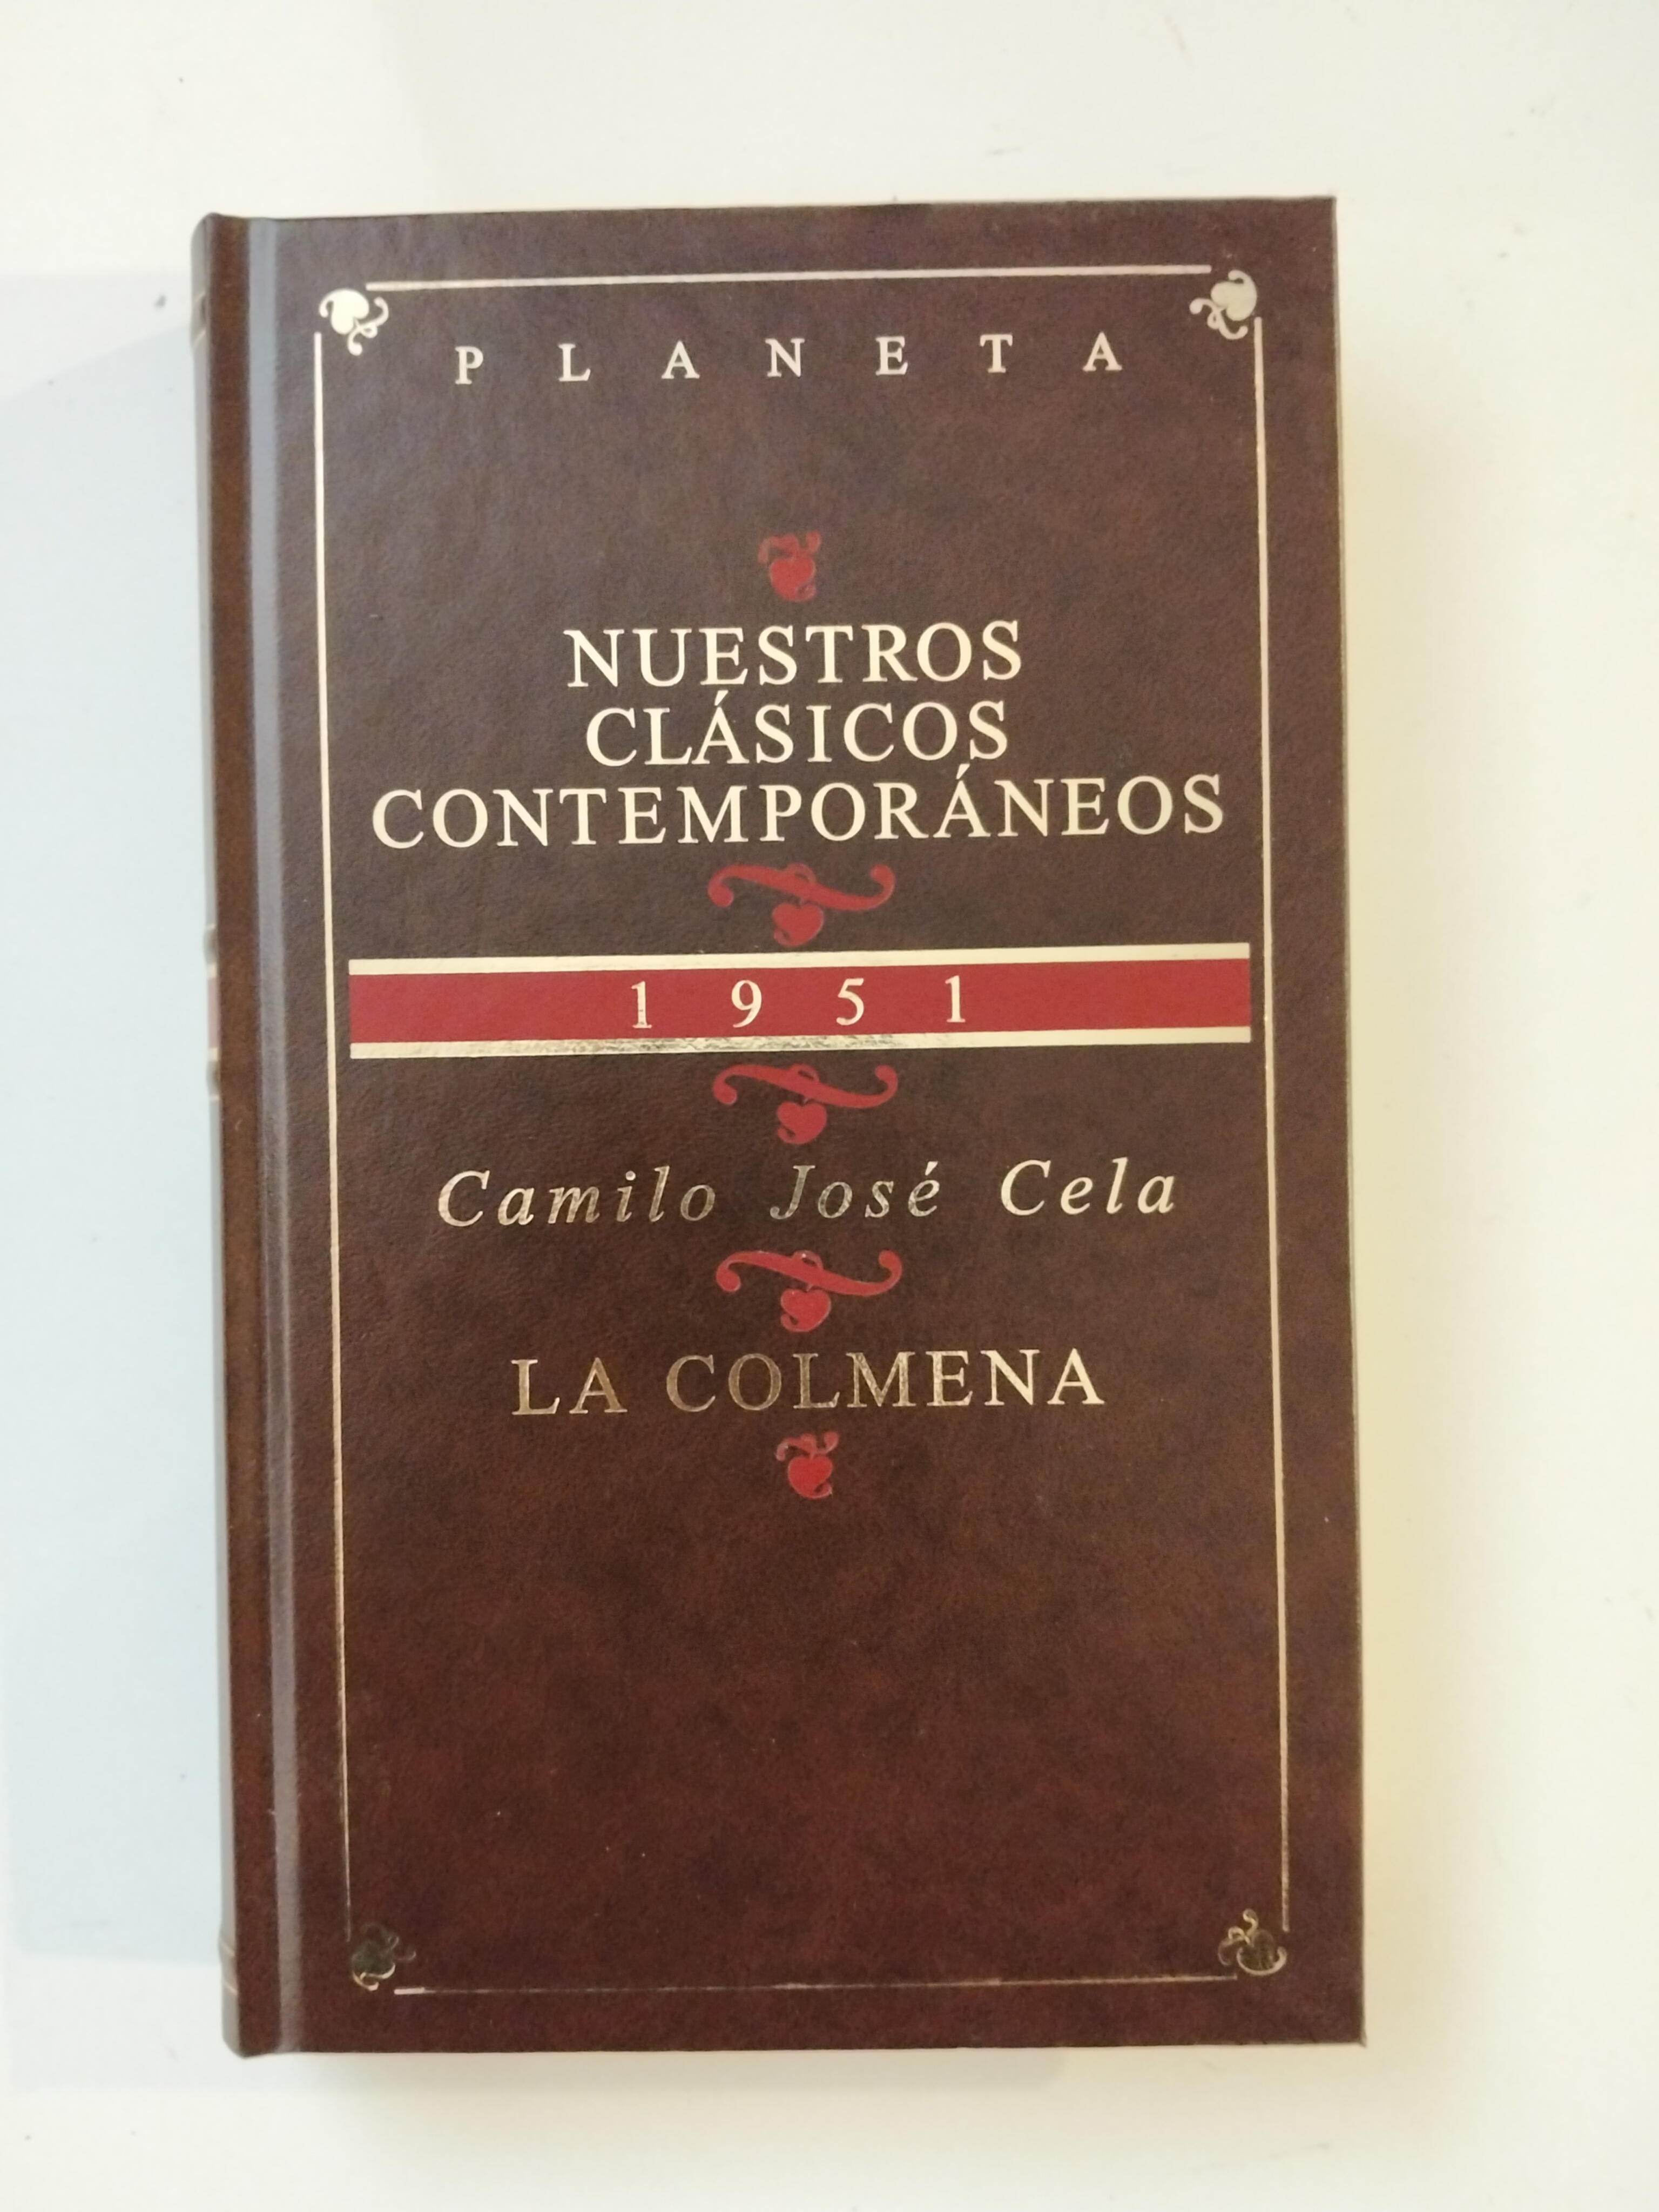 PLANETA
NUESTROS
CLÁSICOS
CONTEMPORÁNEOS
1951
Camilo José Cela
LA COLMENA